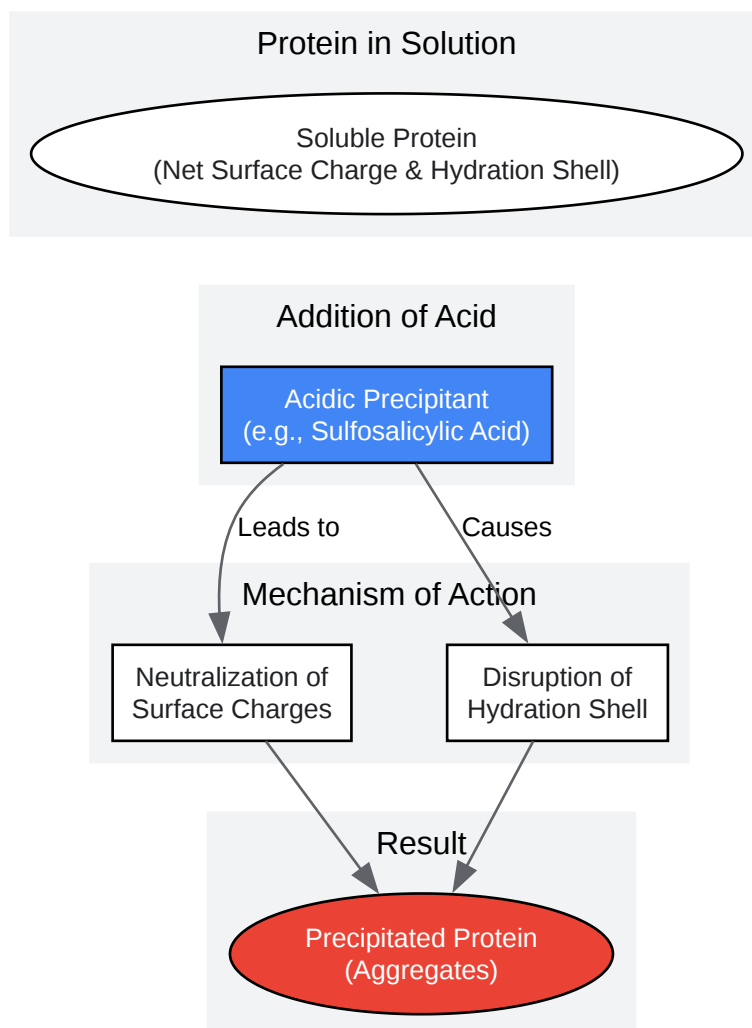 Protein in Solution
Soluble Protein
(Net Surface Charge & Hydration Shell)
Addition of Acid
Acidic Precipitant
(e.g., Sulfosalicylic Acid)
Leads to
Causes
Mechanism of Action
Neutralization of
Surface Charges
Disruption of
Hydration Shell
Result
Precipitated Protein
(Aggregates)